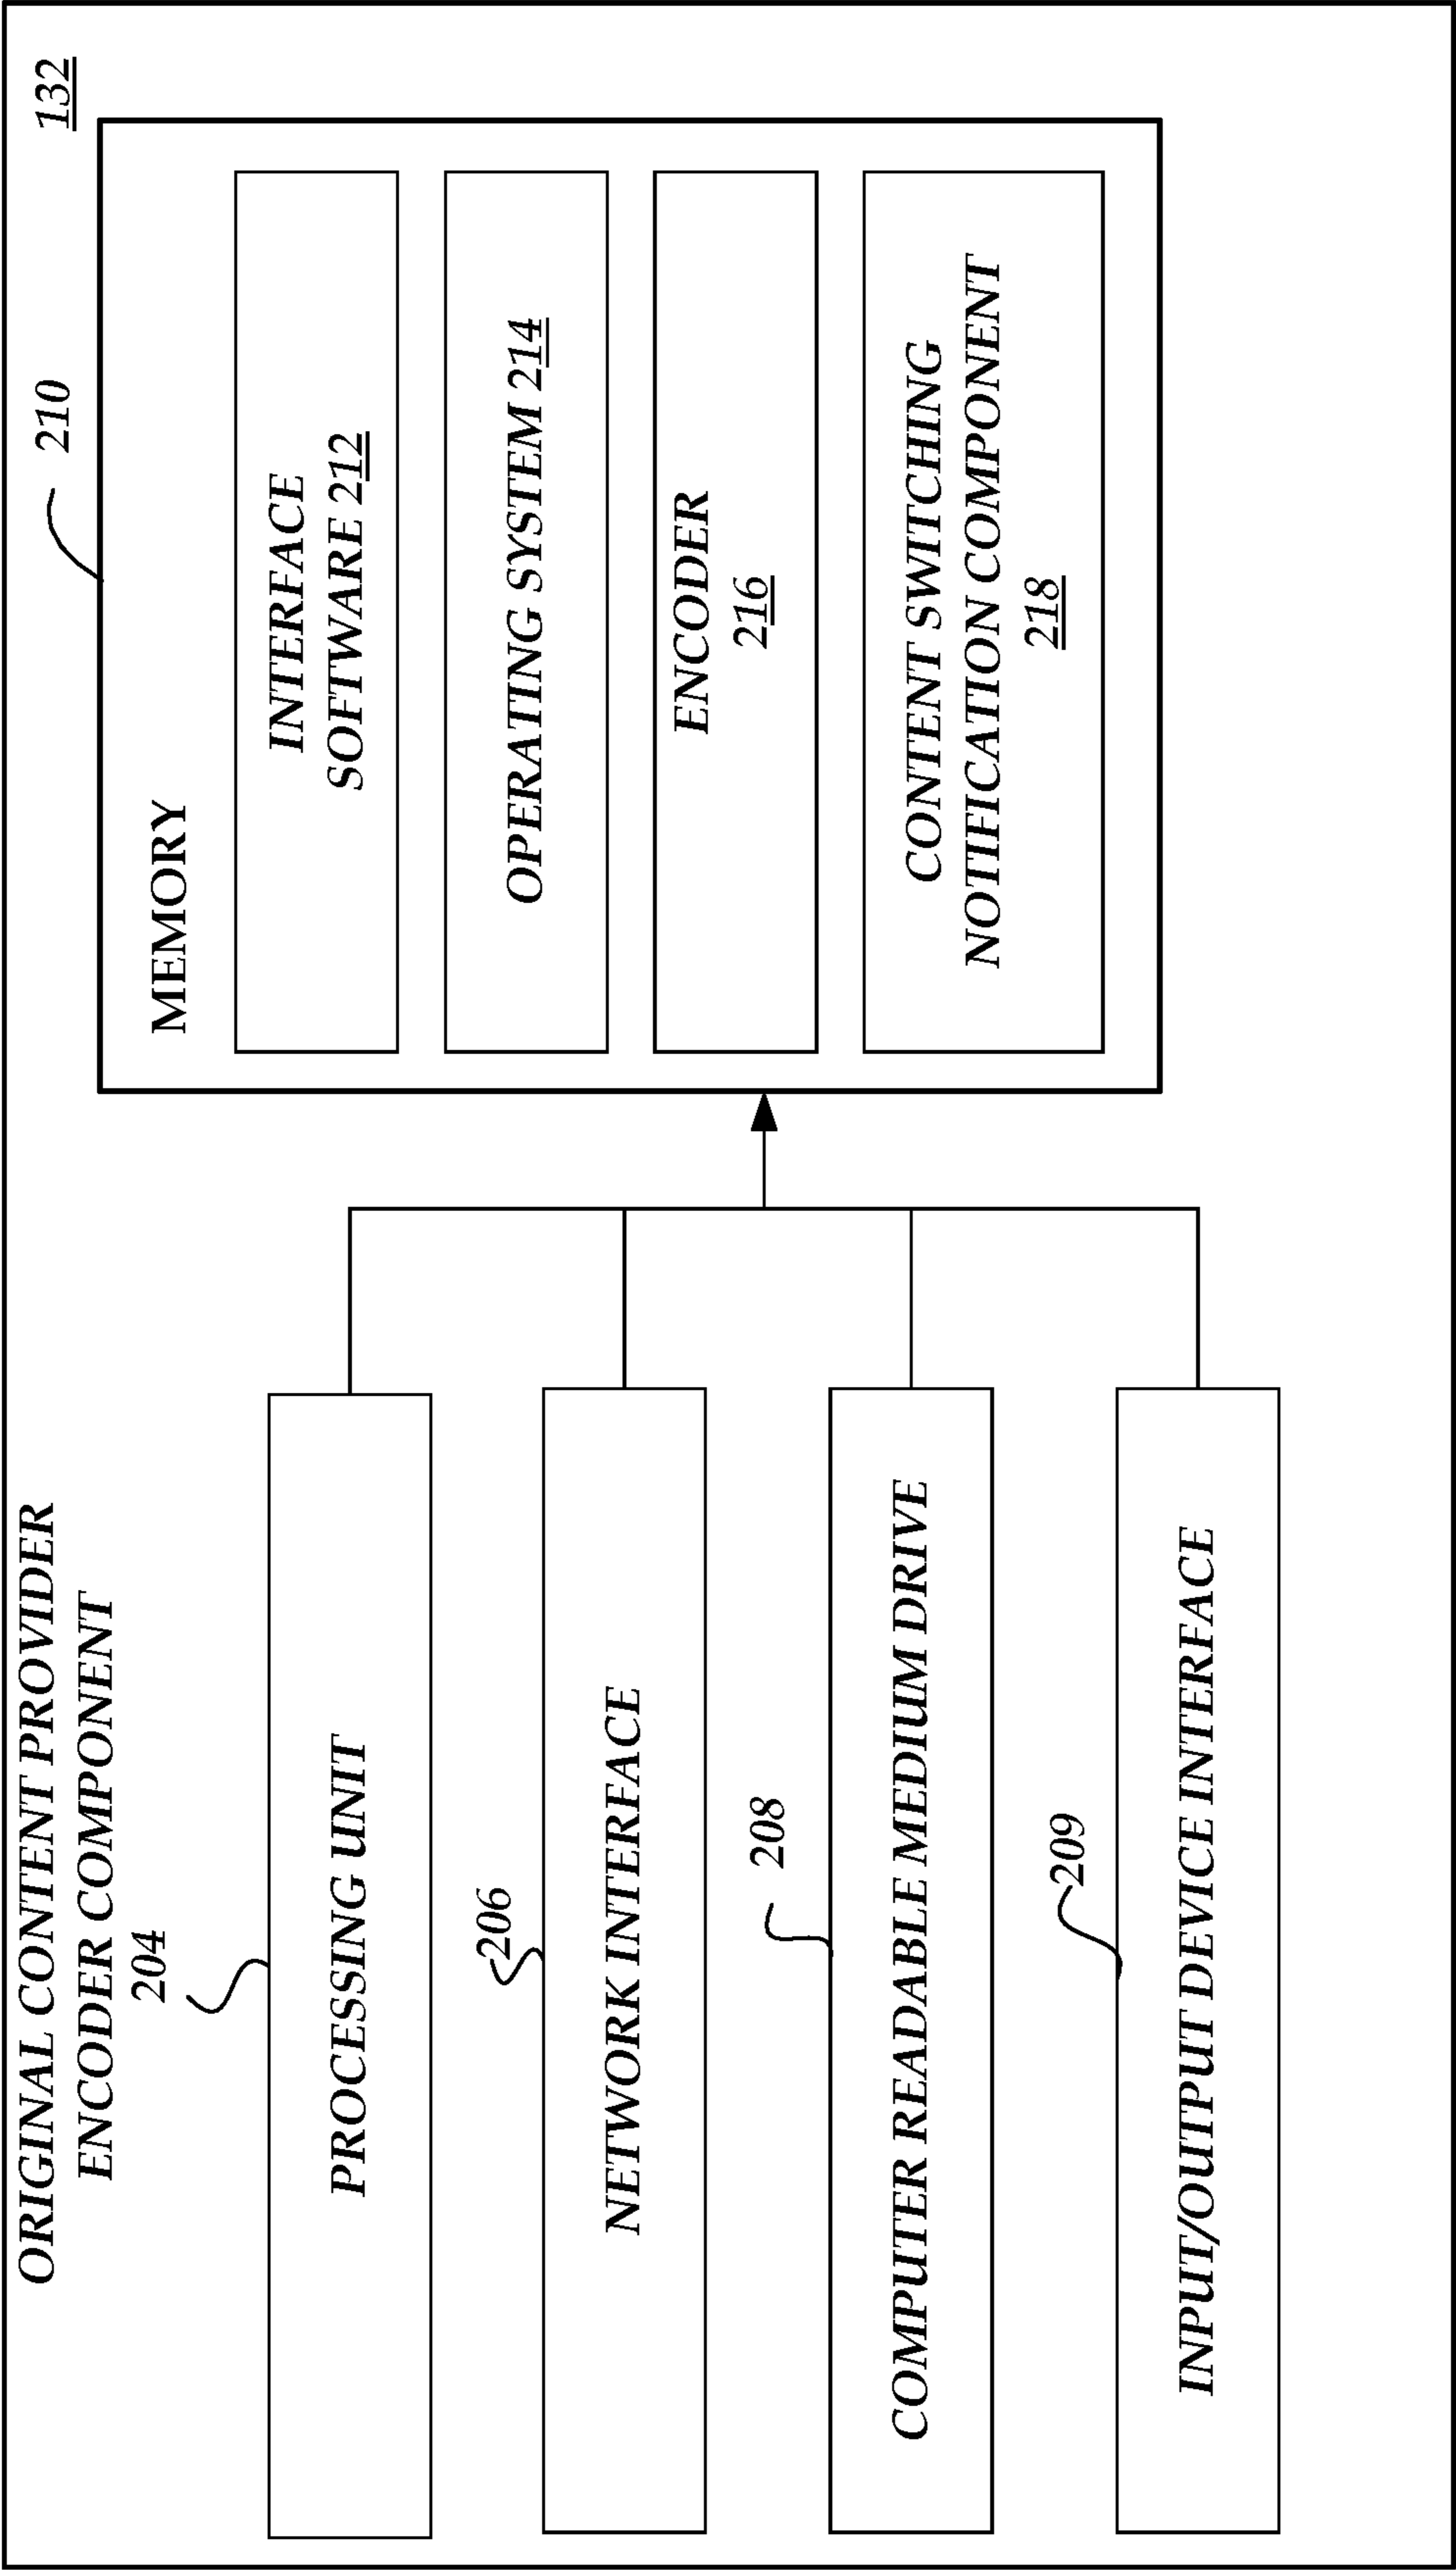 ORIGINAL CONTENT PROVIDER
ENCODER COMPONENT
132
204
PROCESSING UNIT
206
NETWORK INTERFACE
208
COMPUTER READABLE MEDIUM DRIVE
209
INPUT/OUTPUT DEVICE INTERFACE
210
MEMORY
INTERFACE
SOFTWARE 212
OPERATING SYSTEM 214
ENCODER
216
CONTENT SWITCHING
NOTIFICATION COMPONENT
218